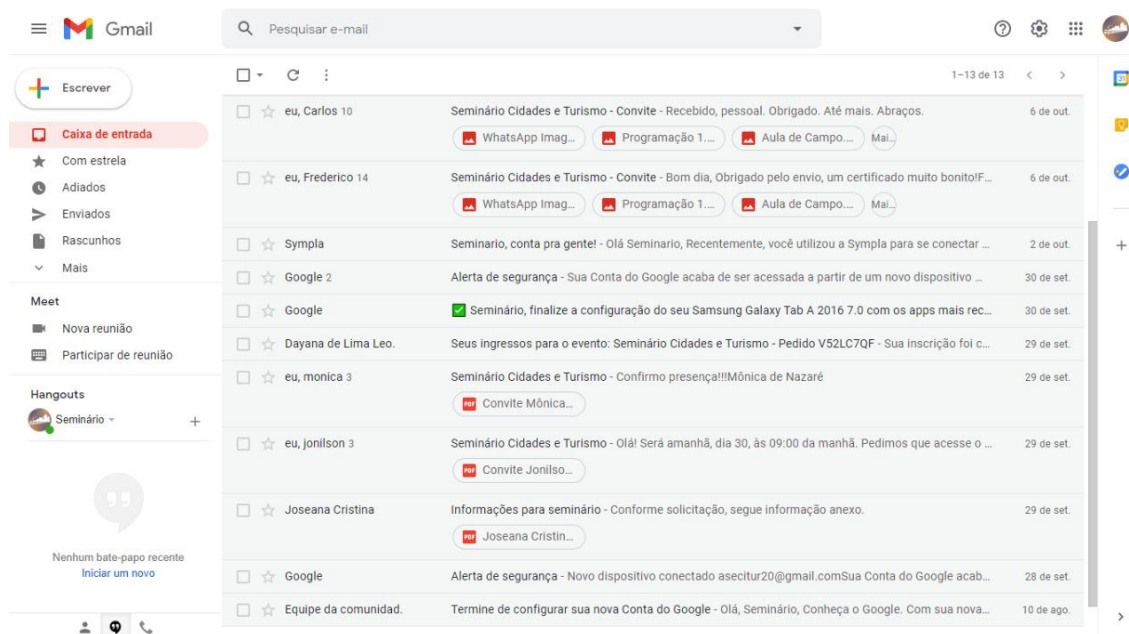 Gmail
Pesquisar e-mail
Escrever
1–13 de 13
31
Caixa de entrada
Com estrela
Adiados
Enviados
Rascunhos
Mais
Meet
Nova reunião
Participar de reunião
Hangouts
Seminário
Nenhum bate-papo recente
Iniciar um novo
eu, Carlos 10 Seminário Cidades e Turismo - Convite - Recebido, pessoal. Obrigado. Até mais. Abraços. 6 de out.
WhatsApp Imag... Programação 1.... Aula de Campo.... Mai...
eu, Frederico 14 Seminário Cidades e Turismo - Convite - Bom dia, Obrigado pelo envio, um certificado muito bonito!F... 6 de out.
WhatsApp Imag... Programação 1.... Aula de Campo.... Mai...
Sympla Seminario, conta pra gente! - Olá Seminario, Recentemente, você utilizou a Sympla para se conectar ... 2 de out.
Google 2 Alerta de segurança - Sua Conta do Google acaba de ser acessada a partir de um novo dispositivo ... 30 de set.
Google ✅ Seminário, finalize a configuração do seu Samsung Galaxy Tab A 2016 7.0 com os apps mais rec... 30 de set.
Dayana de Lima Leo. Seus ingressos para o evento: Seminário Cidades e Turismo - Pedido V52LC7QF - Sua inscrição foi c... 29 de set.
eu, monica 3 Seminário Cidades e Turismo - Confirmo presença!!!Mônica de Nazaré 29 de set.
PDF Convite Mônica...
eu, jonilson 3 Seminário Cidades e Turismo - Olá! Será amanhã, dia 30, às 09:00 da manhã. Pedimos que acesse o ... 29 de set.
PDF Convite Jonilso...
Joseana Cristina Informações para seminário - Conforme solicitação, segue informação anexo. 29 de set.
PDF Joseana Cristin...
Google Alerta de segurança - Novo dispositivo conectado asecitur20@gmail.comSua Conta do Google acab... 28 de set.
Equipe da comunidad. Termine de configurar sua nova Conta do Google - Olá, Seminário, Conheça o Google. Com sua nova... 10 de ago.